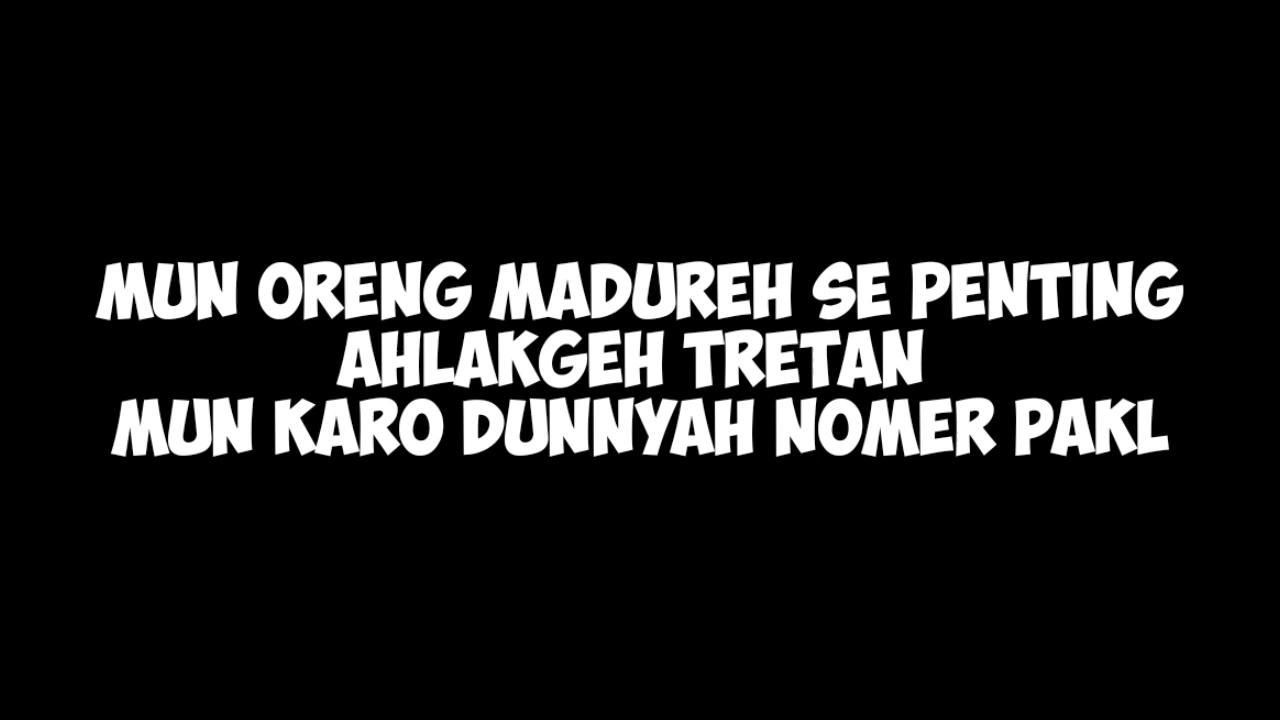 MUN ORENG MADUREH SE PENTING
AHLAKGEH TRETAN
MUN KARO DUNNYAH NOMER PAKL